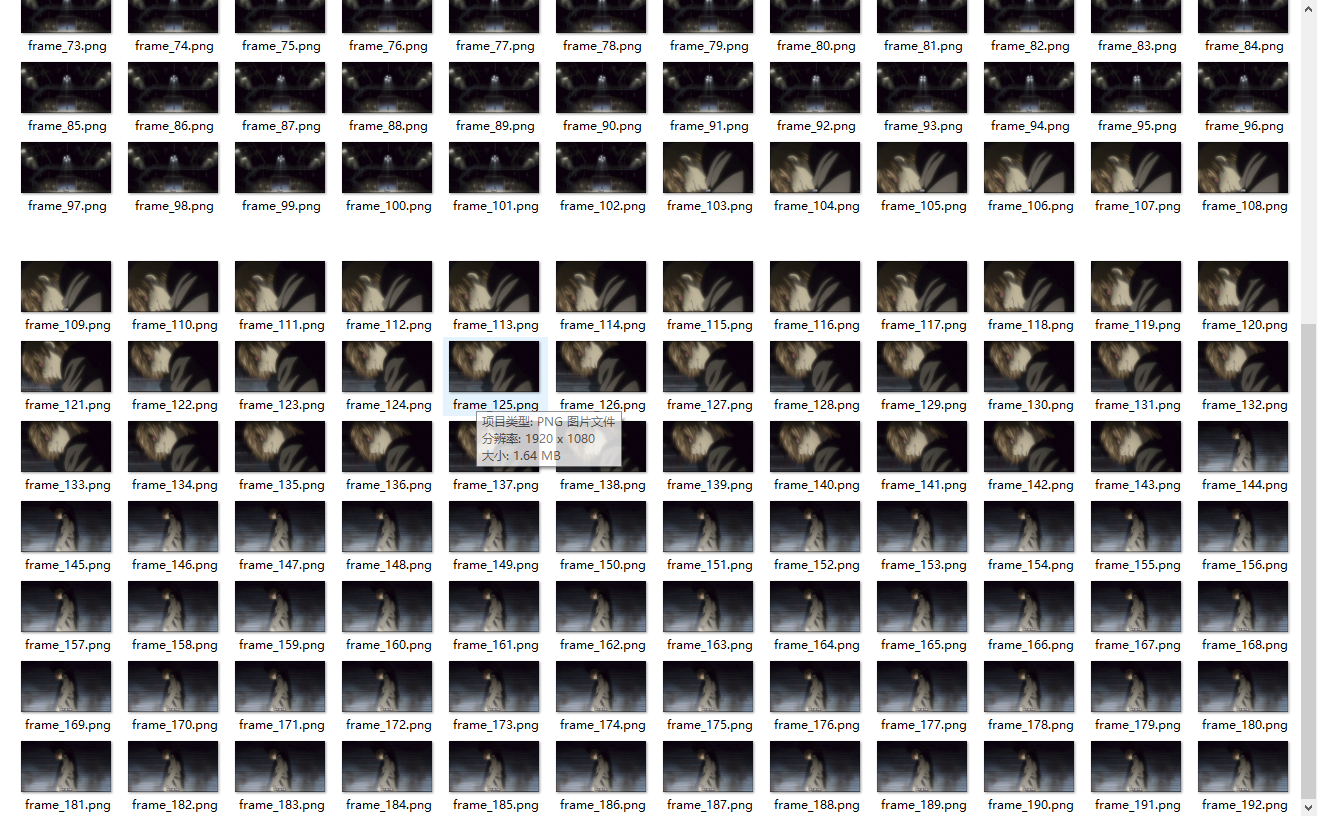 frame_73.png frame_74.png frame_75.png frame_76.png frame_77.png frame_78.png frame_79.png frame_80.png frame_81.png frame_82.png frame_83.png frame_84.png
frame_85.png frame_86.png frame_87.png frame_88.png frame_89.png frame_90.png frame_91.png frame_92.png frame_93.png frame_94.png frame_95.png frame_96.png
frame_97.png frame_98.png frame_99.png frame_100.png frame_101.png frame_102.png frame_103.png frame_104.png frame_105.png frame_106.png frame_107.png frame_108.png
frame_109.png frame_110.png frame_111.png frame_112.png frame_113.png frame_114.png frame_115.png frame_116.png frame_117.png frame_118.png frame_119.png frame_120.png
frame_121.png frame_122.png frame_123.png frame_124.png frame_125.png frame_126.png frame_127.png frame_128.png frame_129.png frame_130.png frame_131.png frame_132.png
项目类型: PNG 图片文件
分辨率: 1920 x 1080
大小: 1.64 MB
frame_133.png frame_134.png frame_135.png frame_136.png frame_137.png frame_138.png frame_139.png frame_140.png frame_141.png frame_142.png frame_143.png frame_144.png
frame_145.png frame_146.png frame_147.png frame_148.png frame_149.png frame_150.png frame_151.png frame_152.png frame_153.png frame_154.png frame_155.png frame_156.png
frame_157.png frame_158.png frame_159.png frame_160.png frame_161.png frame_162.png frame_163.png frame_164.png frame_165.png frame_166.png frame_167.png frame_168.png
frame_169.png frame_170.png frame_171.png frame_172.png frame_173.png frame_174.png frame_175.png frame_176.png frame_177.png frame_178.png frame_179.png frame_180.png
frame_181.png frame_182.png frame_183.png frame_184.png frame_185.png frame_186.png frame_187.png frame_188.png frame_189.png frame_190.png frame_191.png frame_192.png